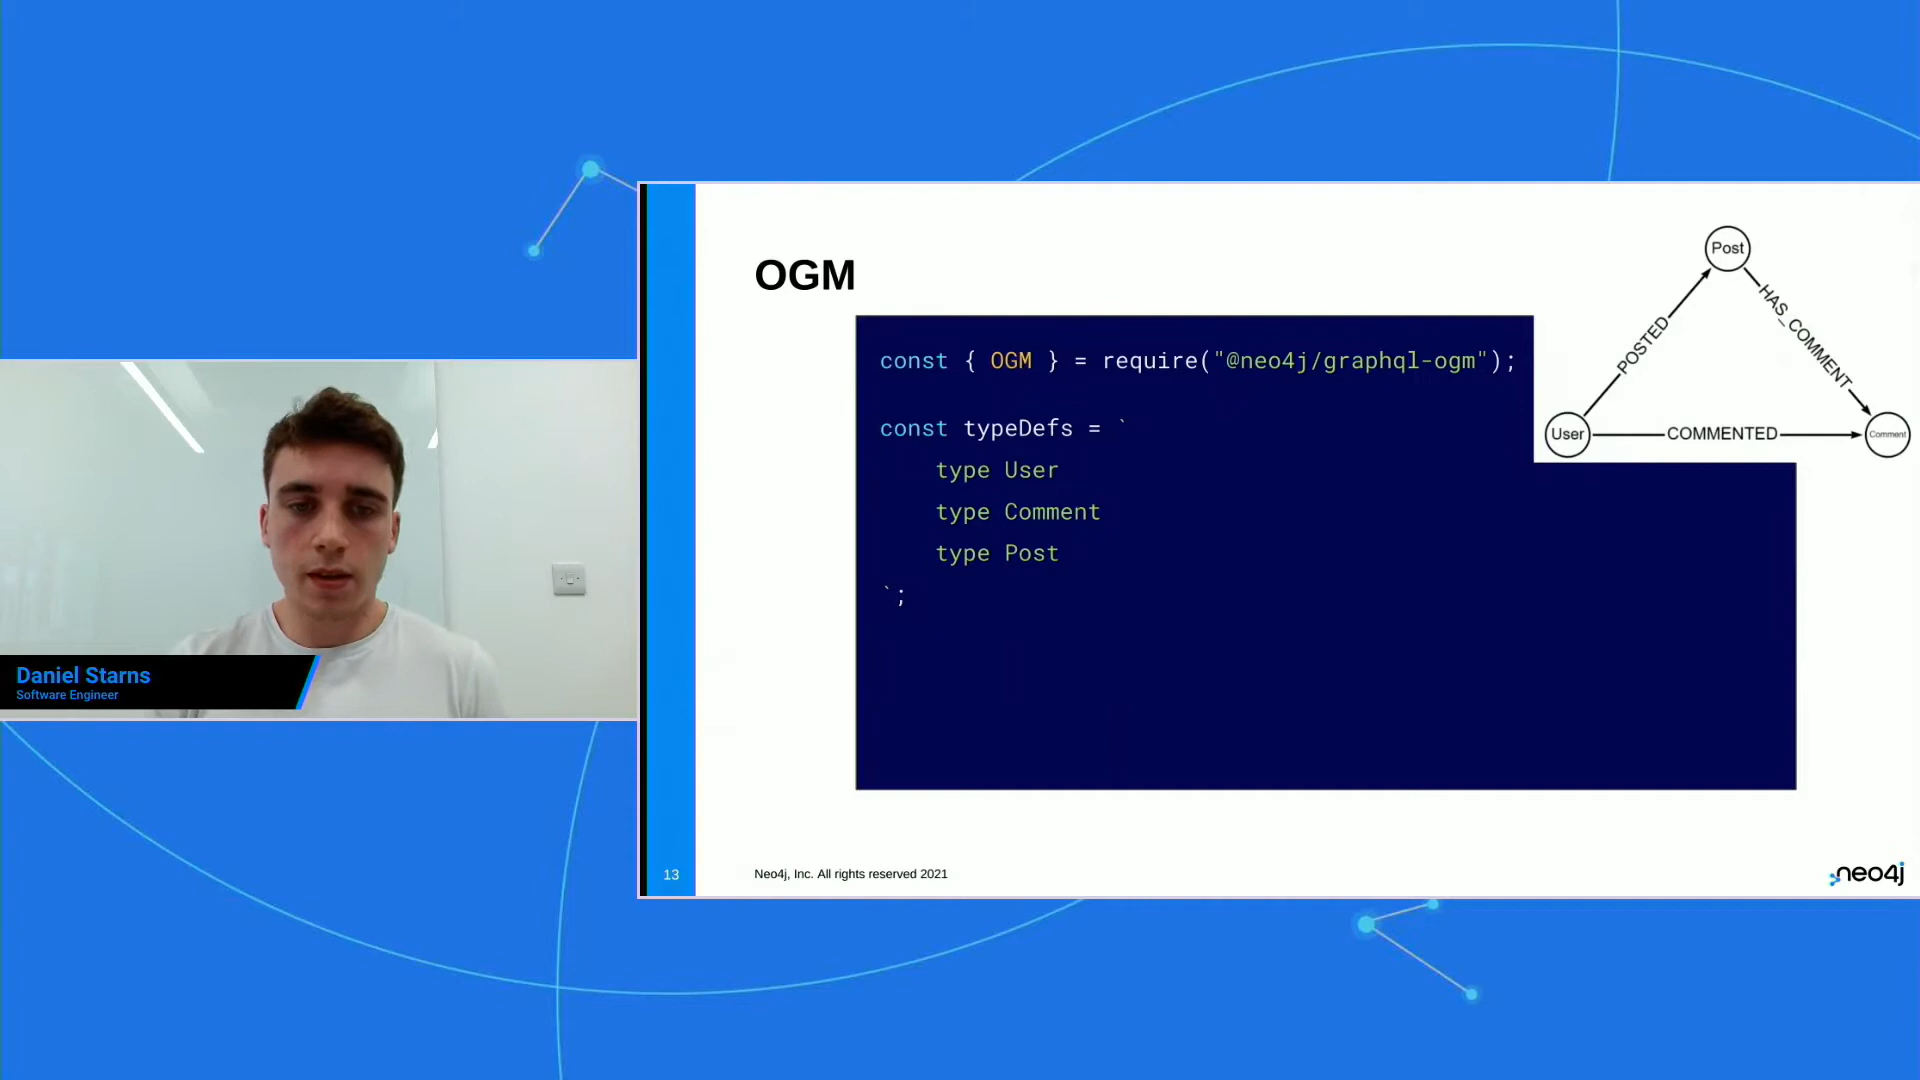 OGM
const { OGM } = require("@neo4j/graphql-ogm");
const typeDefs = `
type User
type Comment
type Post
`;
Post
POSTED
HAS_COMMENT
User
COMMENTED
Comment
Daniel Starns
Software Engineer
13
Neo4j, Inc. All rights reserved 2021
neo4j